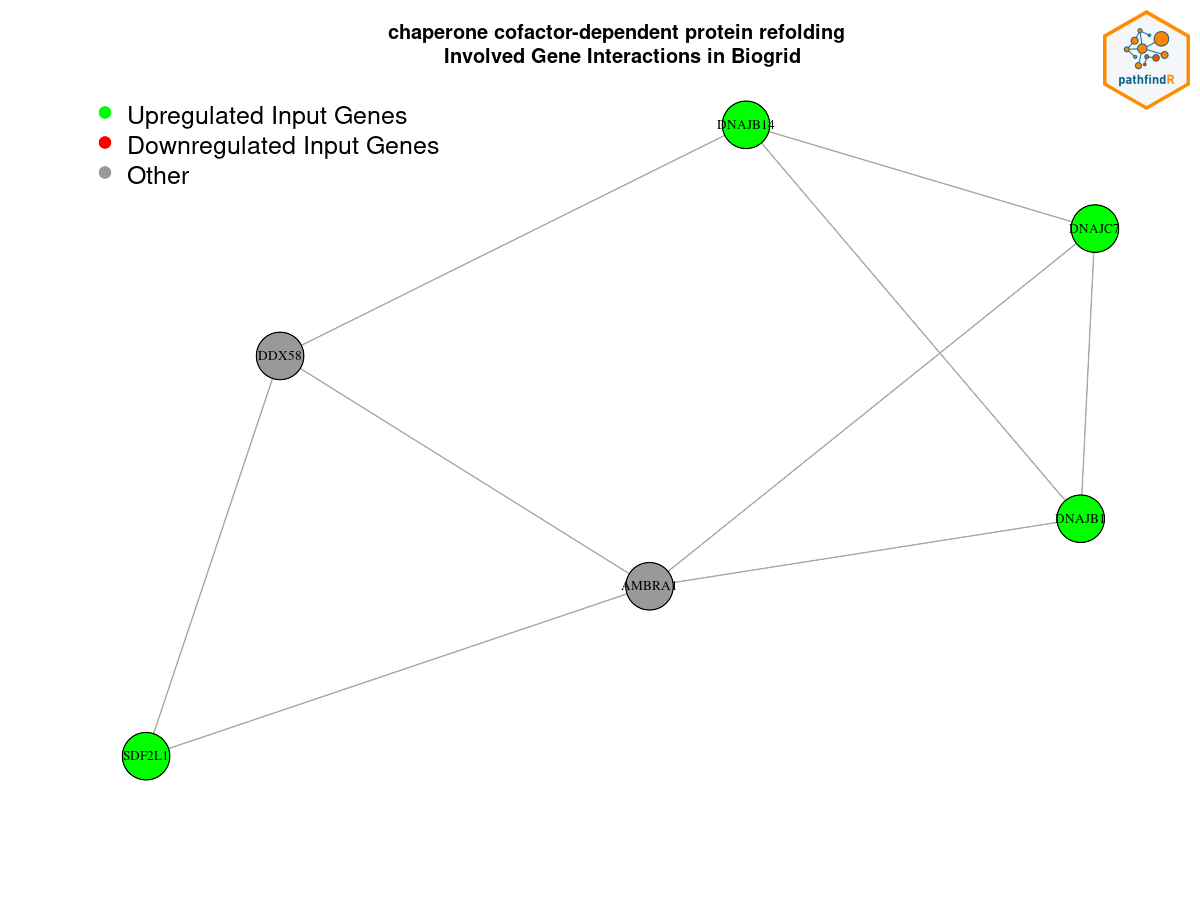 chaperone cofactor-dependent protein refolding
Involved Gene Interactions in Biogrid
pathfindR
Upregulated Input Genes
Downregulated Input Genes
Other
DNAJB14
DNAJC7
DDX58
DNAJB1
AMBRA1
SDF2L1